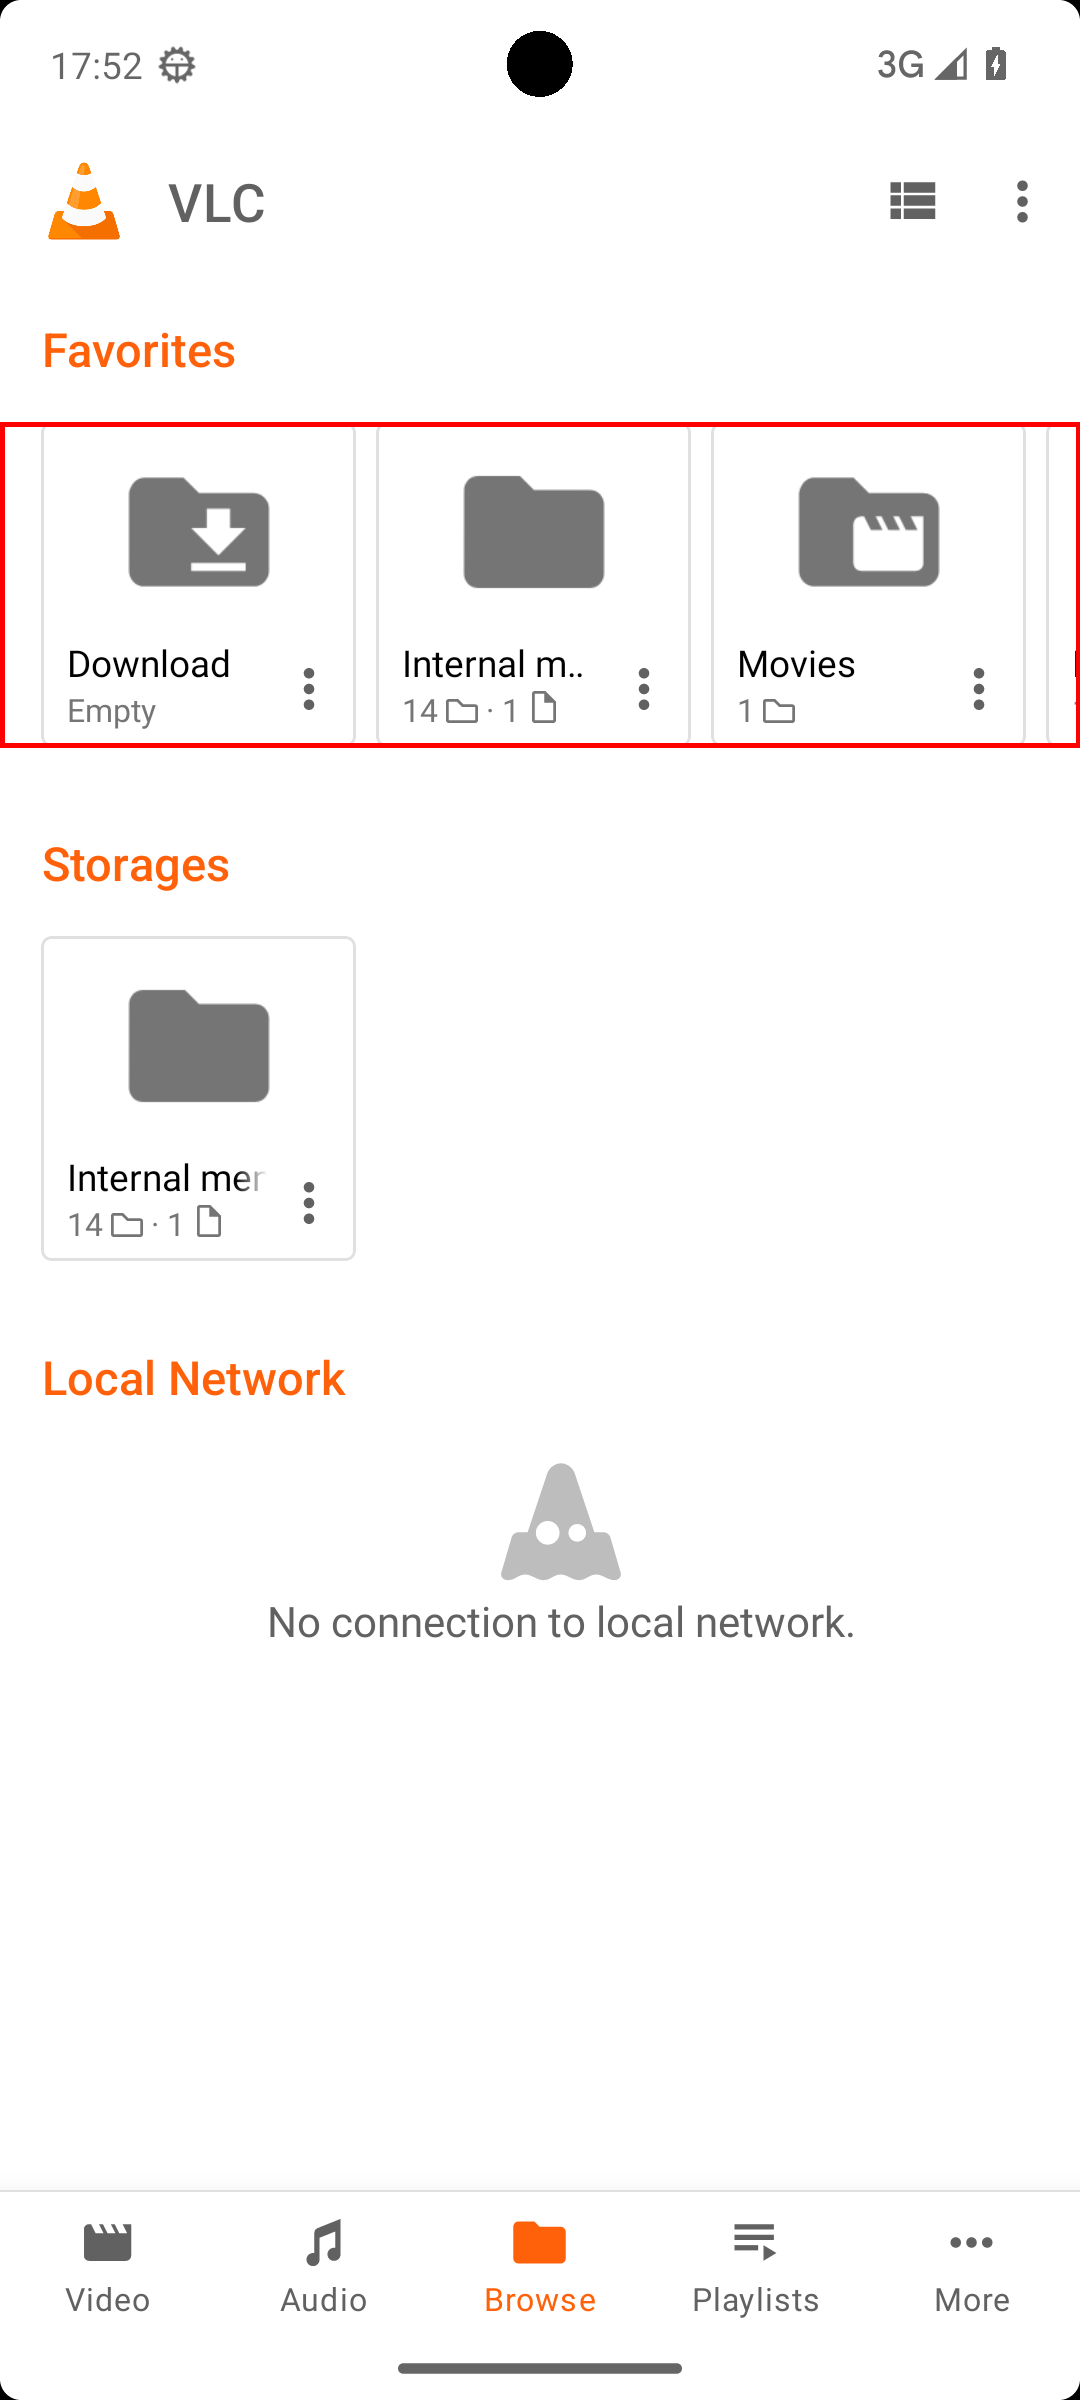 17:52
3G
VLC
Favorites
Download
Internal m..
Movies
Empty
14 · 1
1
Storages
Internal mer
14 · 1
Local Network
No connection to local network.
Video
Audio
Browse
Playlists
More